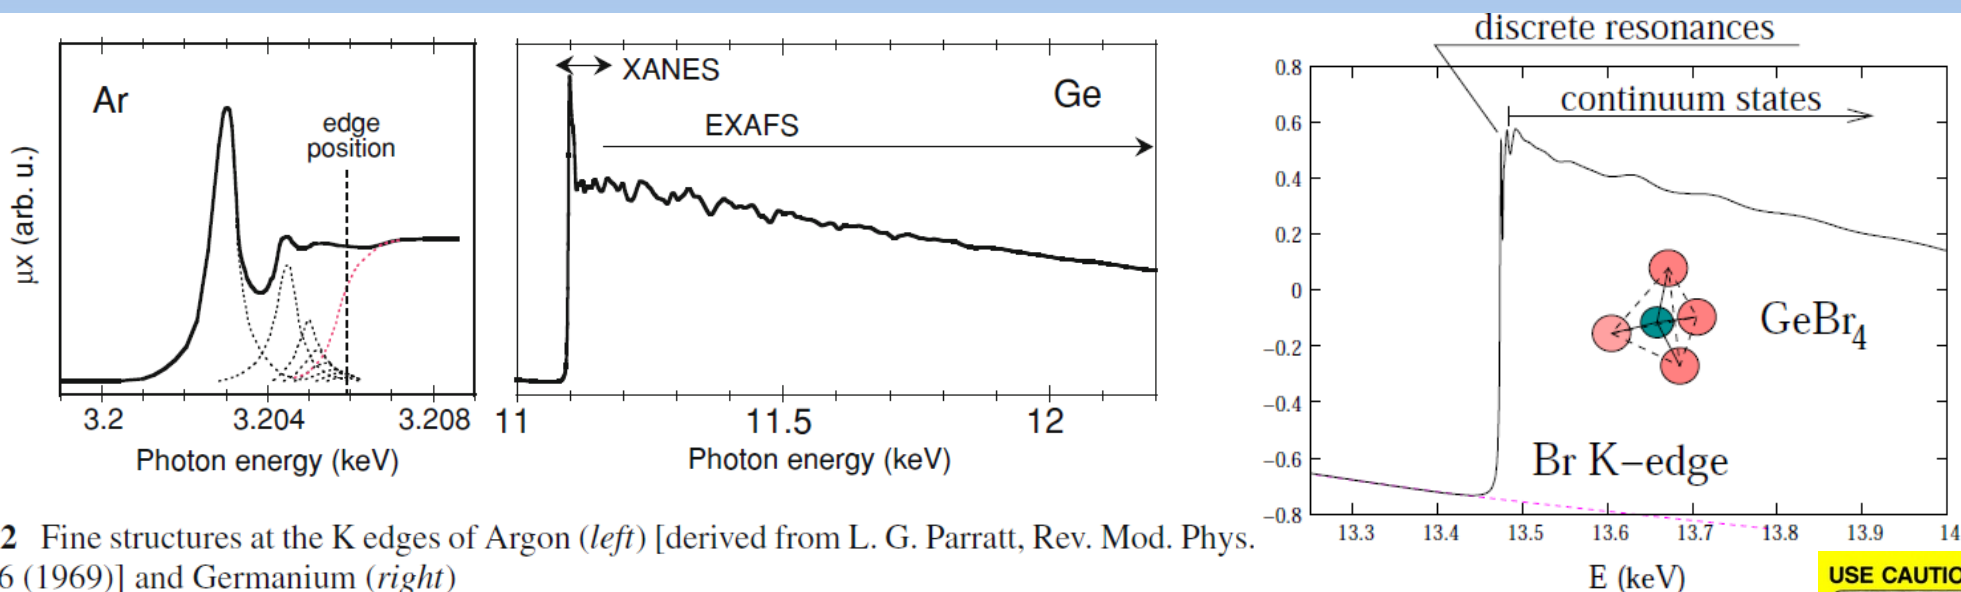 Ar
edge
position
μx (arb. u.)
3.2
3.204
3.208
Photon energy (keV)
XANES
EXAFS
Ge
11
11.5
12
Photon energy (keV)
discrete resonances
continuum states
0.8
0.6
0.4
0.2
0
−0.2
−0.4
−0.6
−0.8
GeBr4
Br K−edge
13.3
13.4
13.5
13.6
13.7
13.8
13.9
14
E (keV)
2 Fine structures at the K edges of Argon (left) [derived from L. G. Parratt, Rev. Mod. Phys.
6 (1969)] and Germanium (right)
USE